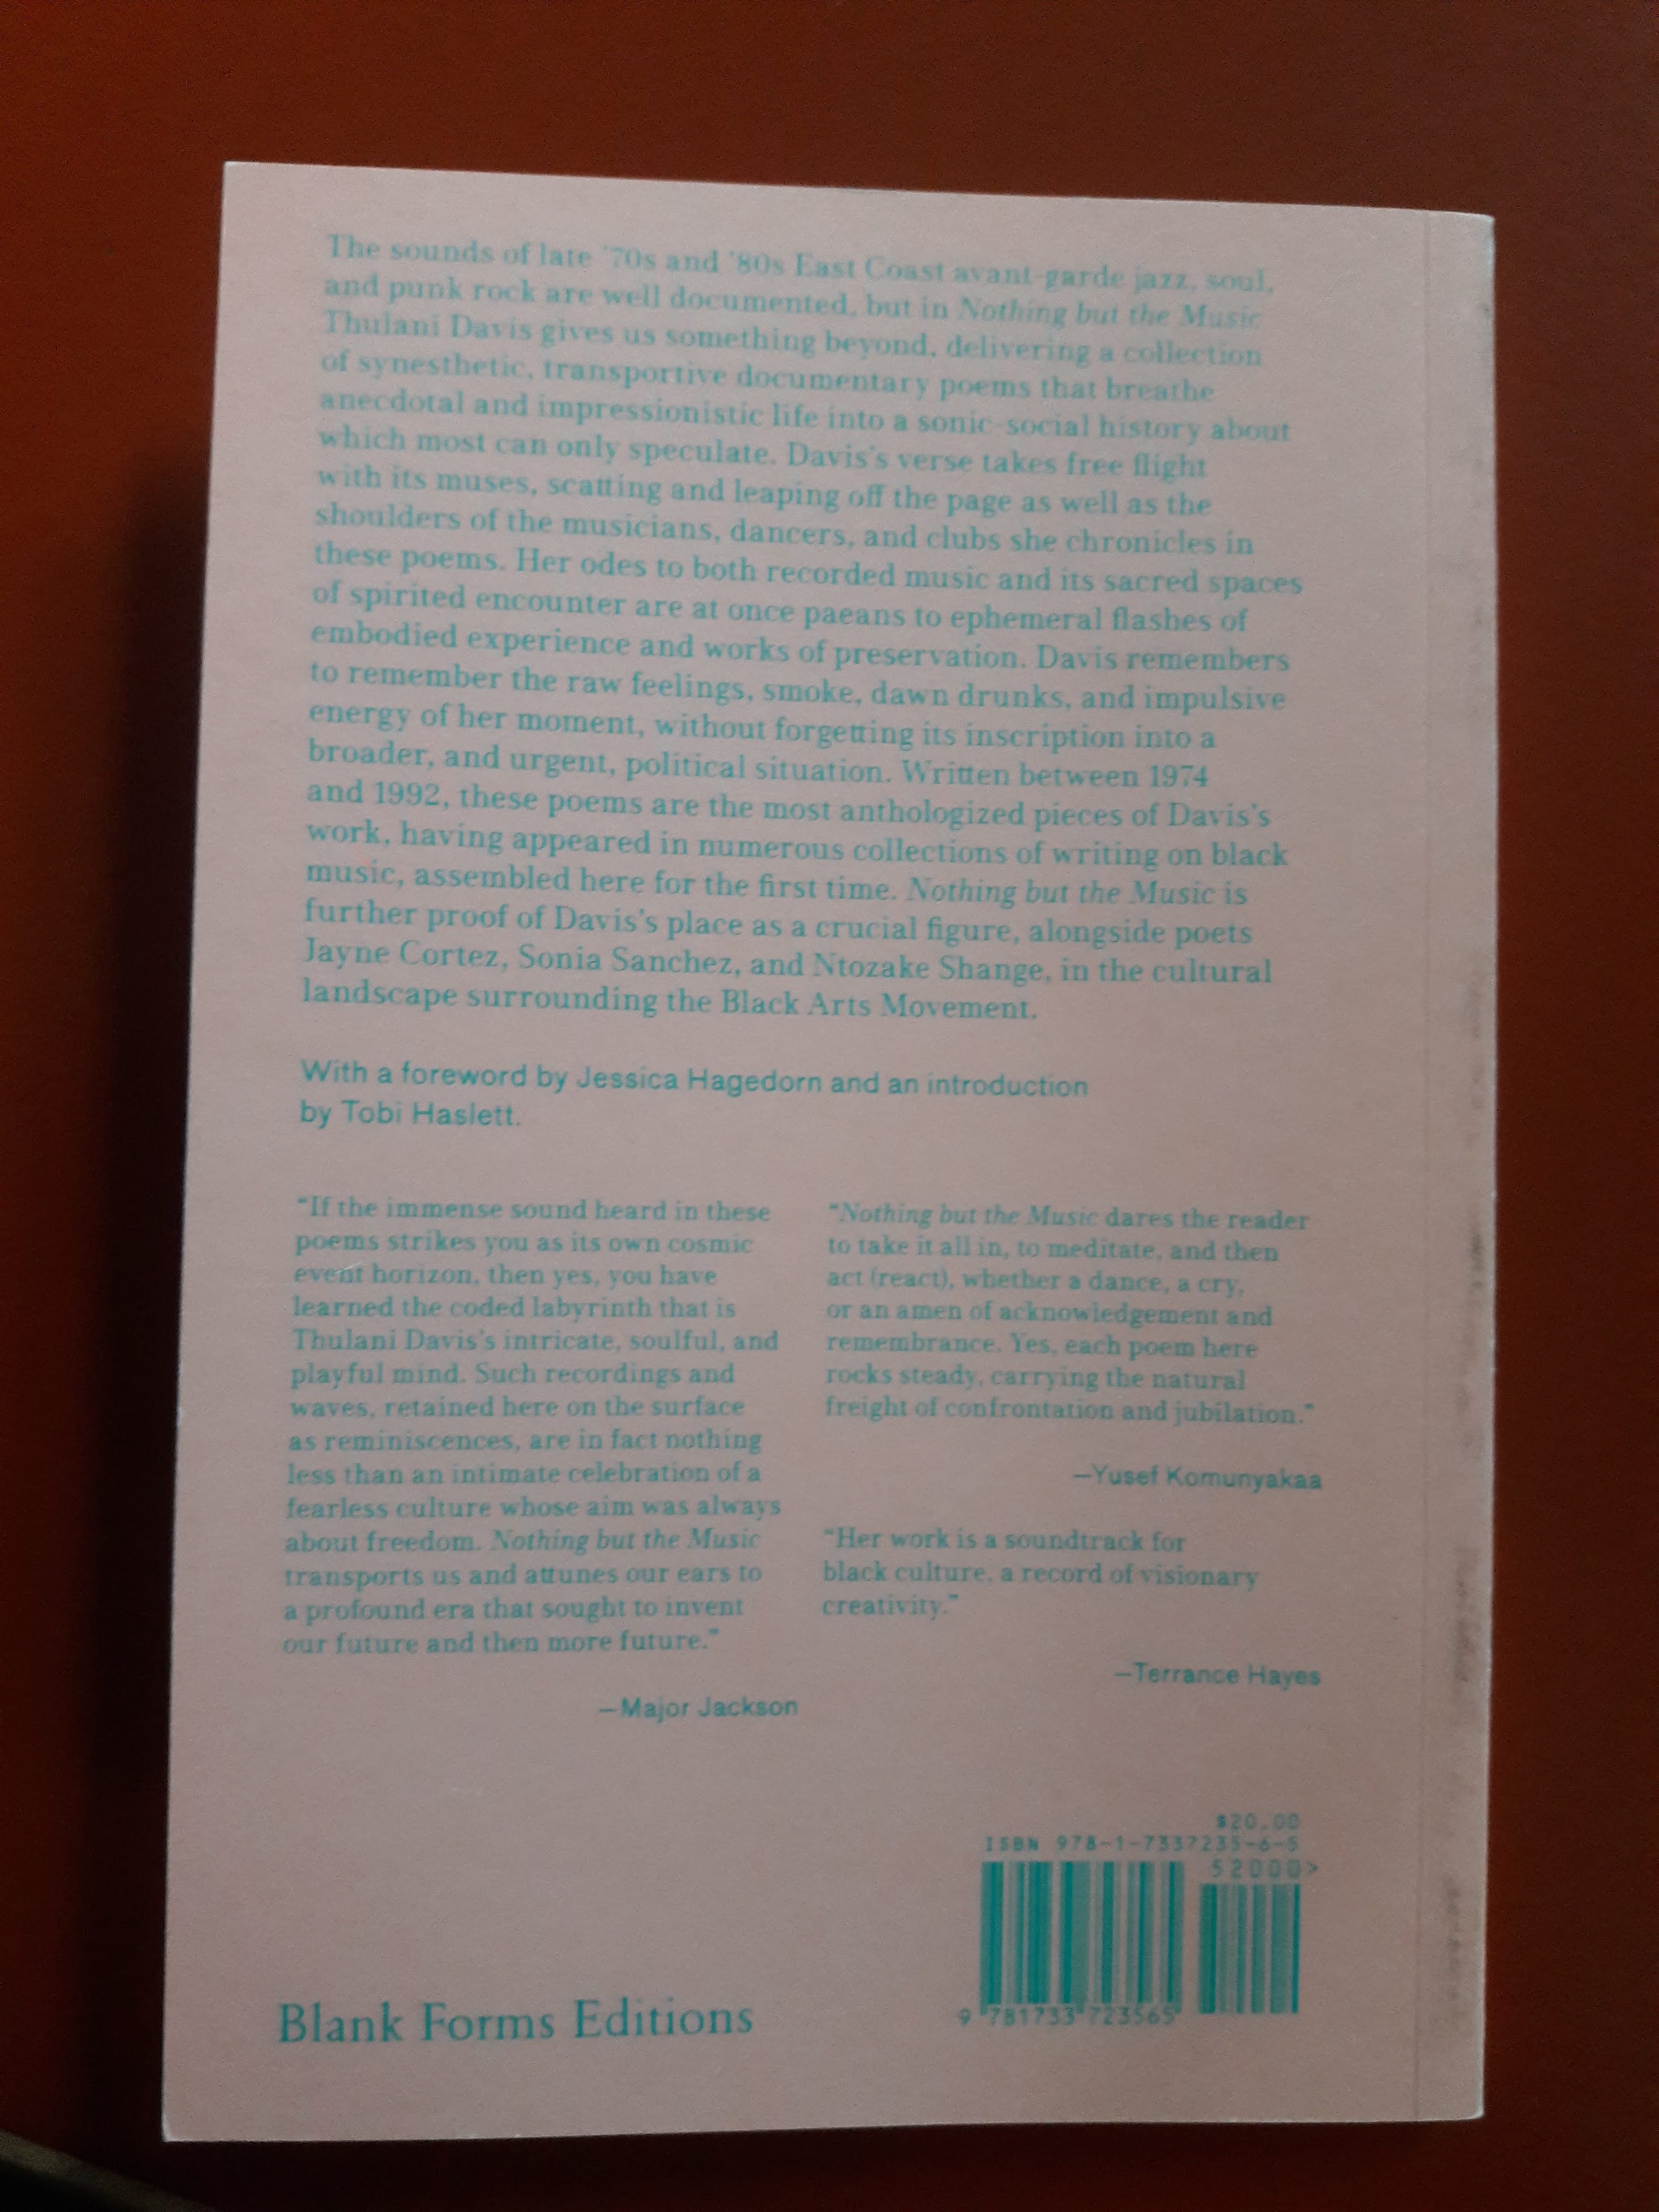 The sounds of late '70s and '80s East Coast avant-garde jazz, soul,
and punk rock are well documented, but in Nothing but the Music
Thulani Davis gives us something beyond, delivering a collection
of synesthetic, transportive documentary poems that breathe
anecdotal and impressionistic life into a sonic-social history about
which most can only speculate. Davis's verse takes free flight
with its muses, scatting and leaping off the page as well as the
shoulders of the musicians, dancers, and clubs she chronicles in
these poems. Her odes to both recorded music and its sacred spaces
of spirited encounter are at once paeans to ephemeral flashes of
embodied experience and works of preservation. Davis remembers
to remember the raw feelings, smoke, dawn drunks, and impulsive
energy of her moment, without forgetting its inscription into a
broader, and urgent, political situation. Written between 1974
and 1992, these poems are the most anthologized pieces of Davis's
work, having appeared in numerous collections of writing on black
music, assembled here for the first time. Nothing but the Music is
further proof of Davis's place as a crucial figure, alongside poets
Jayne Cortez, Sonia Sanchez, and Ntozake Shange, in the cultural
landscape surrounding the Black Arts Movement.
With a foreword by Jessica Hagedorn and an introduction
by Tobi Haslett.
"If the immense sound heard in these
poems strikes you as its own cosmic
event horizon, then yes, you have
learned the coded labyrinth that is
Thulani Davis's intricate, soulful, and
playful mind. Such recordings and
waves, retained here on the surface
as reminiscences, are in fact nothing
less than an intimate celebration of a
fearless culture whose aim was always
about freedom. Nothing but the Music
transports us and attunes our ears to
a profound era that sought to invent
our future and then more future."
—Major Jackson
"Nothing but the Music dares the reader
to take it all in, to meditate, and then
act (react), whether a dance, a cry,
or an amen of acknowledgement and
remembrance. Yes, each poem here
rocks steady, carrying the natural
freight of confrontation and jubilation."
—Yusef Komunyakaa
"Her work is a soundtrack for
black culture, a record of visionary
creativity."
—Terrance Hayes
$20.00
ISBN 978-1-7337235-6-5
52000>
9 781733 723565
Blank Forms Editions